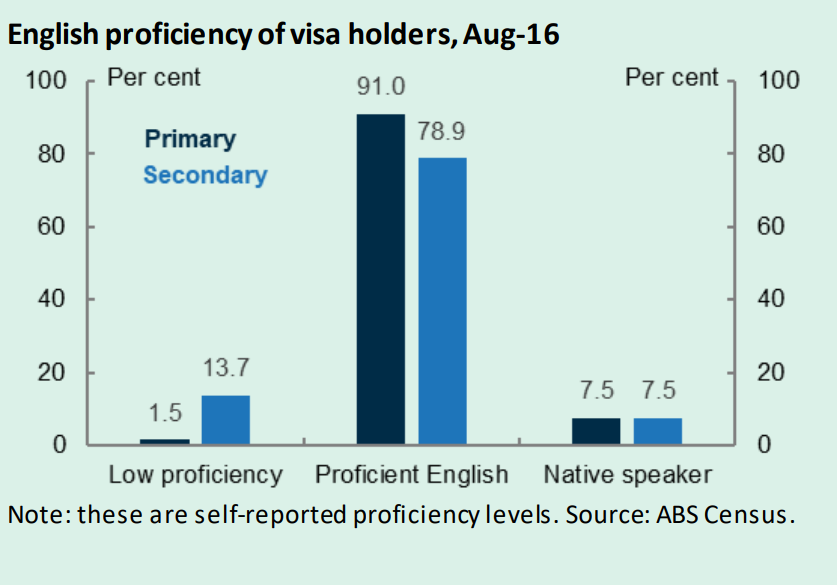 English proficiency of visa holders, Aug-16
100 Per cent Per cent 100
91.0
78.9
Primary
Secondary
80 80
60 60
40 40
20 20
1.5 13.7 7.5 7.5
0 0
Low proficiency Proficient English Native speaker
Note: these are self-reported proficiency levels. Source: ABS Census.